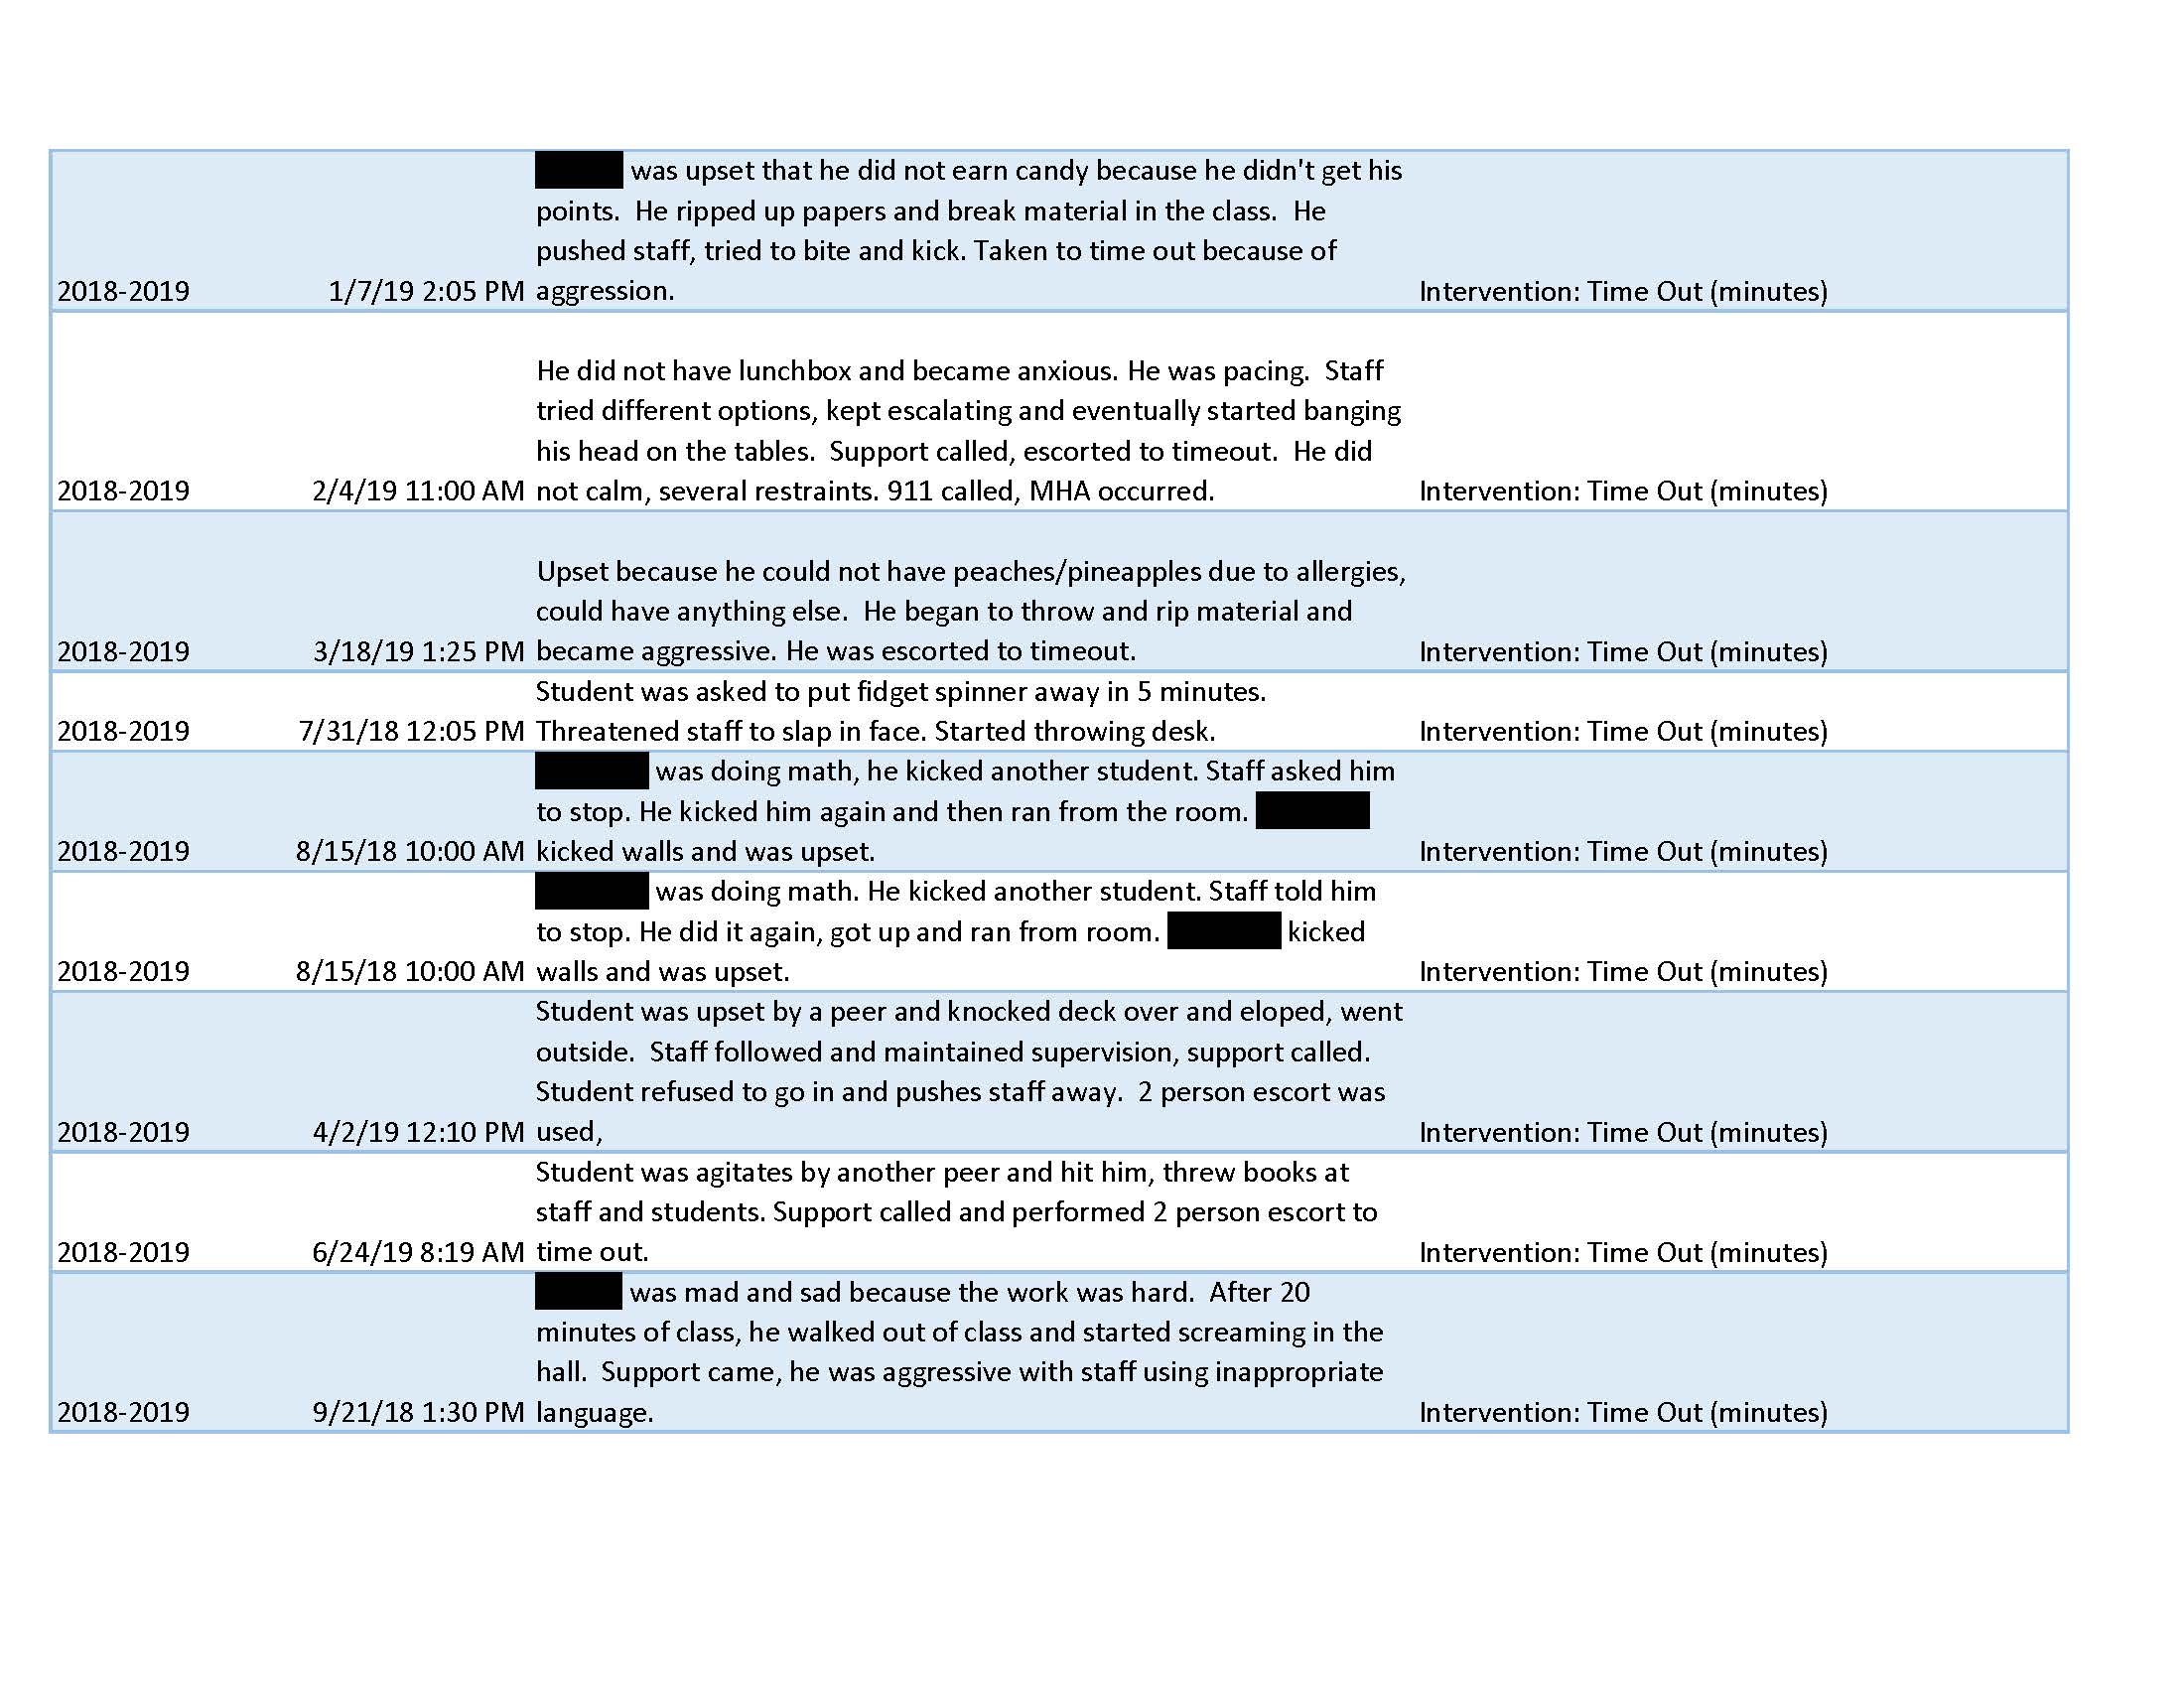 was upset that he did not earn candy because he didn't get his
points.  He ripped up papers and break material in the class.  He
pushed staff, tried to bite and kick. Taken to time out because of
2018-2019 1/7/19 2:05 PM aggression. Intervention: Time Out (minutes)
He did not have lunchbox and became anxious. He was pacing.  Staff
tried different options, kept escalating and eventually started banging
his head on the tables.  Support called, escorted to timeout.  He did
2018-2019 2/4/19 11:00 AM not calm, several restraints. 911 called, MHA occurred. Intervention: Time Out (minutes)
Upset because he could not have peaches/pineapples due to allergies,
could have anything else.  He began to throw and rip material and
2018-2019 3/18/19 1:25 PM became aggressive. He was escorted to timeout. Intervention: Time Out (minutes)
Student was asked to put fidget spinner away in 5 minutes.
2018-2019 7/31/18 12:05 PM Threatened staff to slap in face. Started throwing desk. Intervention: Time Out (minutes)
was doing math, he kicked another student. Staff asked him
to stop. He kicked him again and then ran from the room.
2018-2019 8/15/18 10:00 AM kicked walls and was upset. Intervention: Time Out (minutes)
was doing math. He kicked another student. Staff told him
to stop. He did it again, got up and ran from room. kicked
2018-2019 8/15/18 10:00 AM walls and was upset. Intervention: Time Out (minutes)
Student was upset by a peer and knocked deck over and eloped, went
outside.  Staff followed and maintained supervision, support called.
Student refused to go in and pushes staff away.  2 person escort was
2018-2019 4/2/19 12:10 PM used, Intervention: Time Out (minutes)
Student was agitates by another peer and hit him, threw books at
staff and students. Support called and performed 2 person escort to
2018-2019 6/24/19 8:19 AM time out. Intervention: Time Out (minutes)
was mad and sad because the work was hard.  After 20
minutes of class, he walked out of class and started screaming in the
hall.  Support came, he was aggressive with staff using inappropriate
2018-2019 9/21/18 1:30 PM language. Intervention: Time Out (minutes)